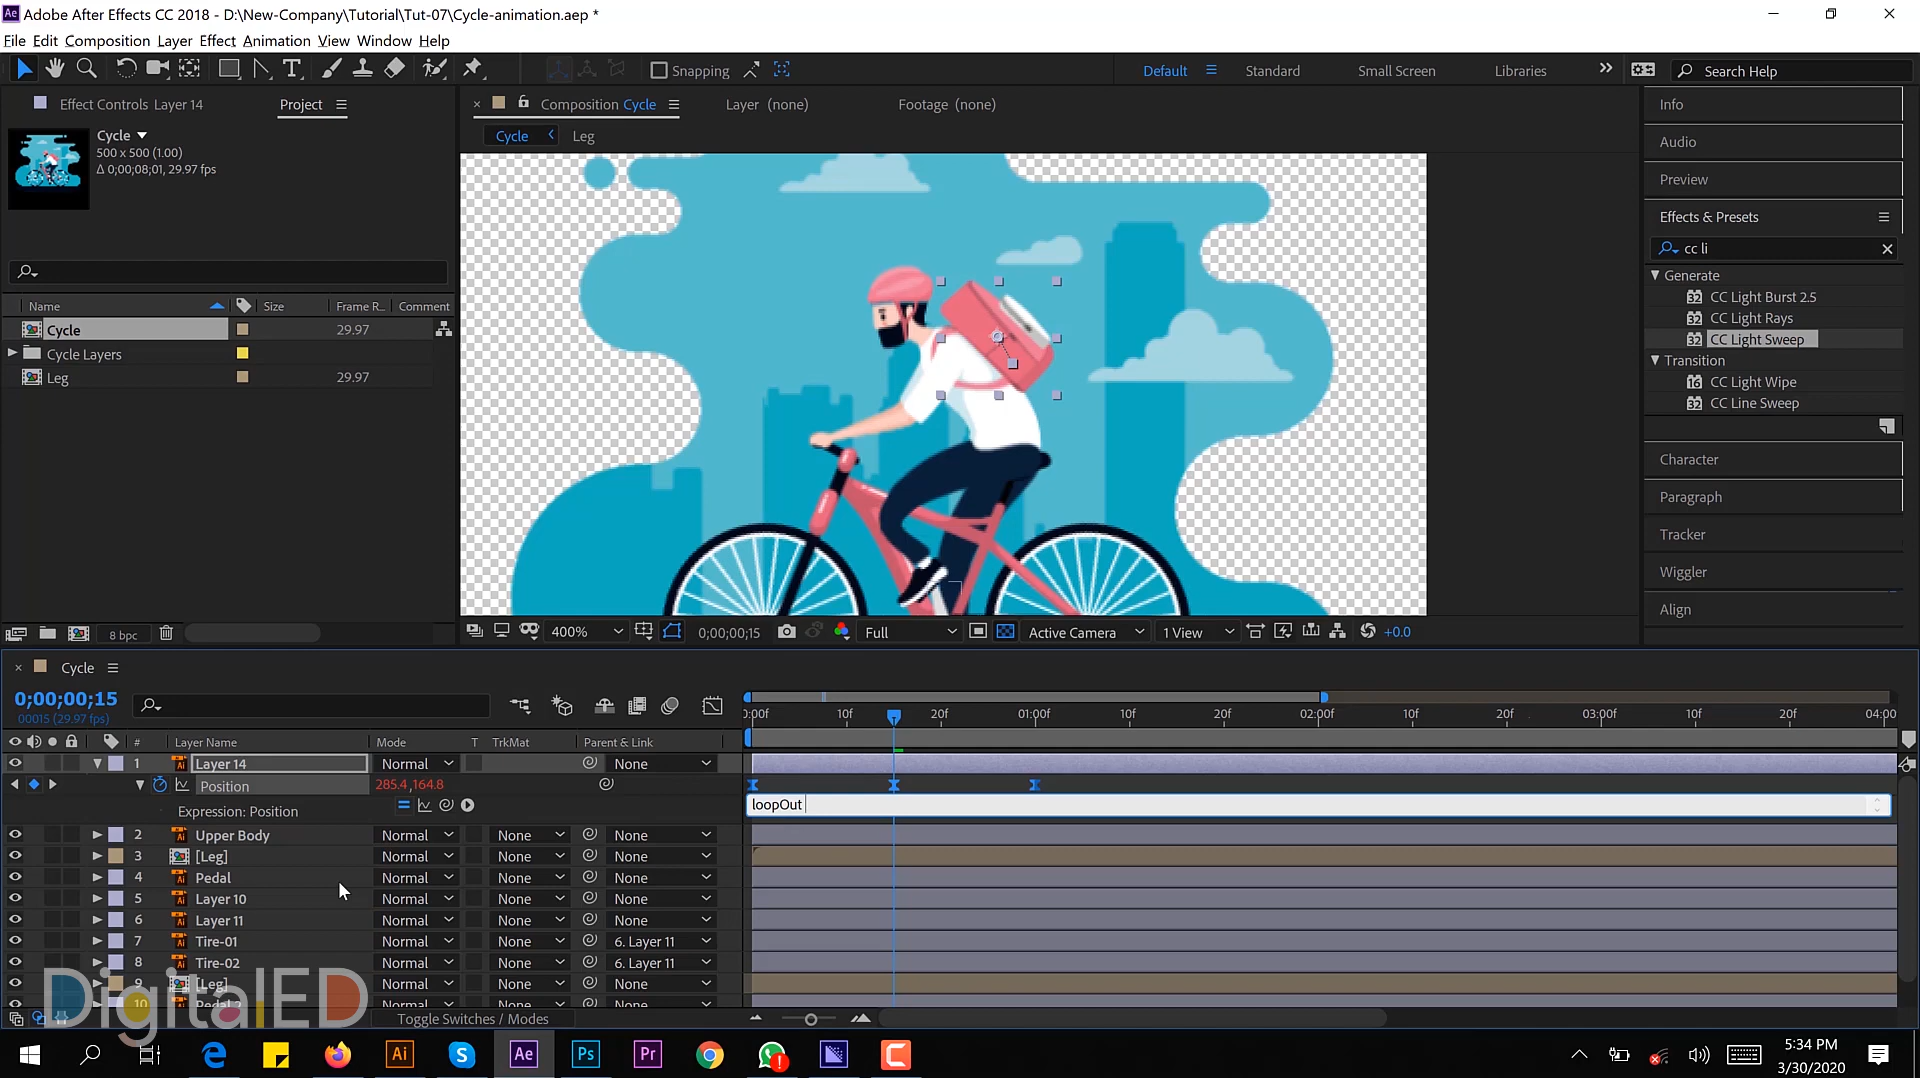 Adobe After Effects CC 2018 - D:\New-Company\Tutorial\Tut-07\Cycle-animation.aep *
File Edit Composition Layer Effect Animation View Window Help
Snapping
Default
Standard
Small Screen
Libraries
Search Help
Effect Controls Layer 14
Project
Composition Cycle
Layer (none)
Footage (none)
Cycle
Leg
Cycle
500 x 500 (1.00)
Δ 0;00;08;01, 29.97 fps
Name
Size
Frame R...
Comment
Cycle 29.97
Cycle Layers
Leg 29.97
8 bpc
400%
0;00;00;15
Full
Active Camera
1 View
+0.0
Info
Audio
Preview
Effects & Presets
cc li
Generate
32 CC Light Burst 2.5
32 CC Light Rays
32 CC Light Sweep
Transition
16 CC Light Wipe
32 CC Line Sweep
Character
Paragraph
Tracker
Wiggler
Align
Cycle
0;00;00;15
00015 (29.97 fps)
0:00f 10f 20f 01:00f 10f 20f 02:00f 10f 20f 03:00f 10f 20f 04:00
# Layer Name Mode T TrkMat Parent & Link
1 Layer 14 Normal None
Position 285.4,164.8
Expression: Position
loopOut
2 Upper Body Normal None None
3 [Leg] Normal None None
4 Pedal Normal None None
5 Layer 10 Normal None None
6 Layer 11 Normal None None
7 Tire-01 Normal None 6. Layer 11
8 Tire-02 Normal None 6. Layer 11
9 [Leg] Normal None None
10 Normal None None
DigitalED
Toggle Switches / Modes
5:34 PM
3/30/2020